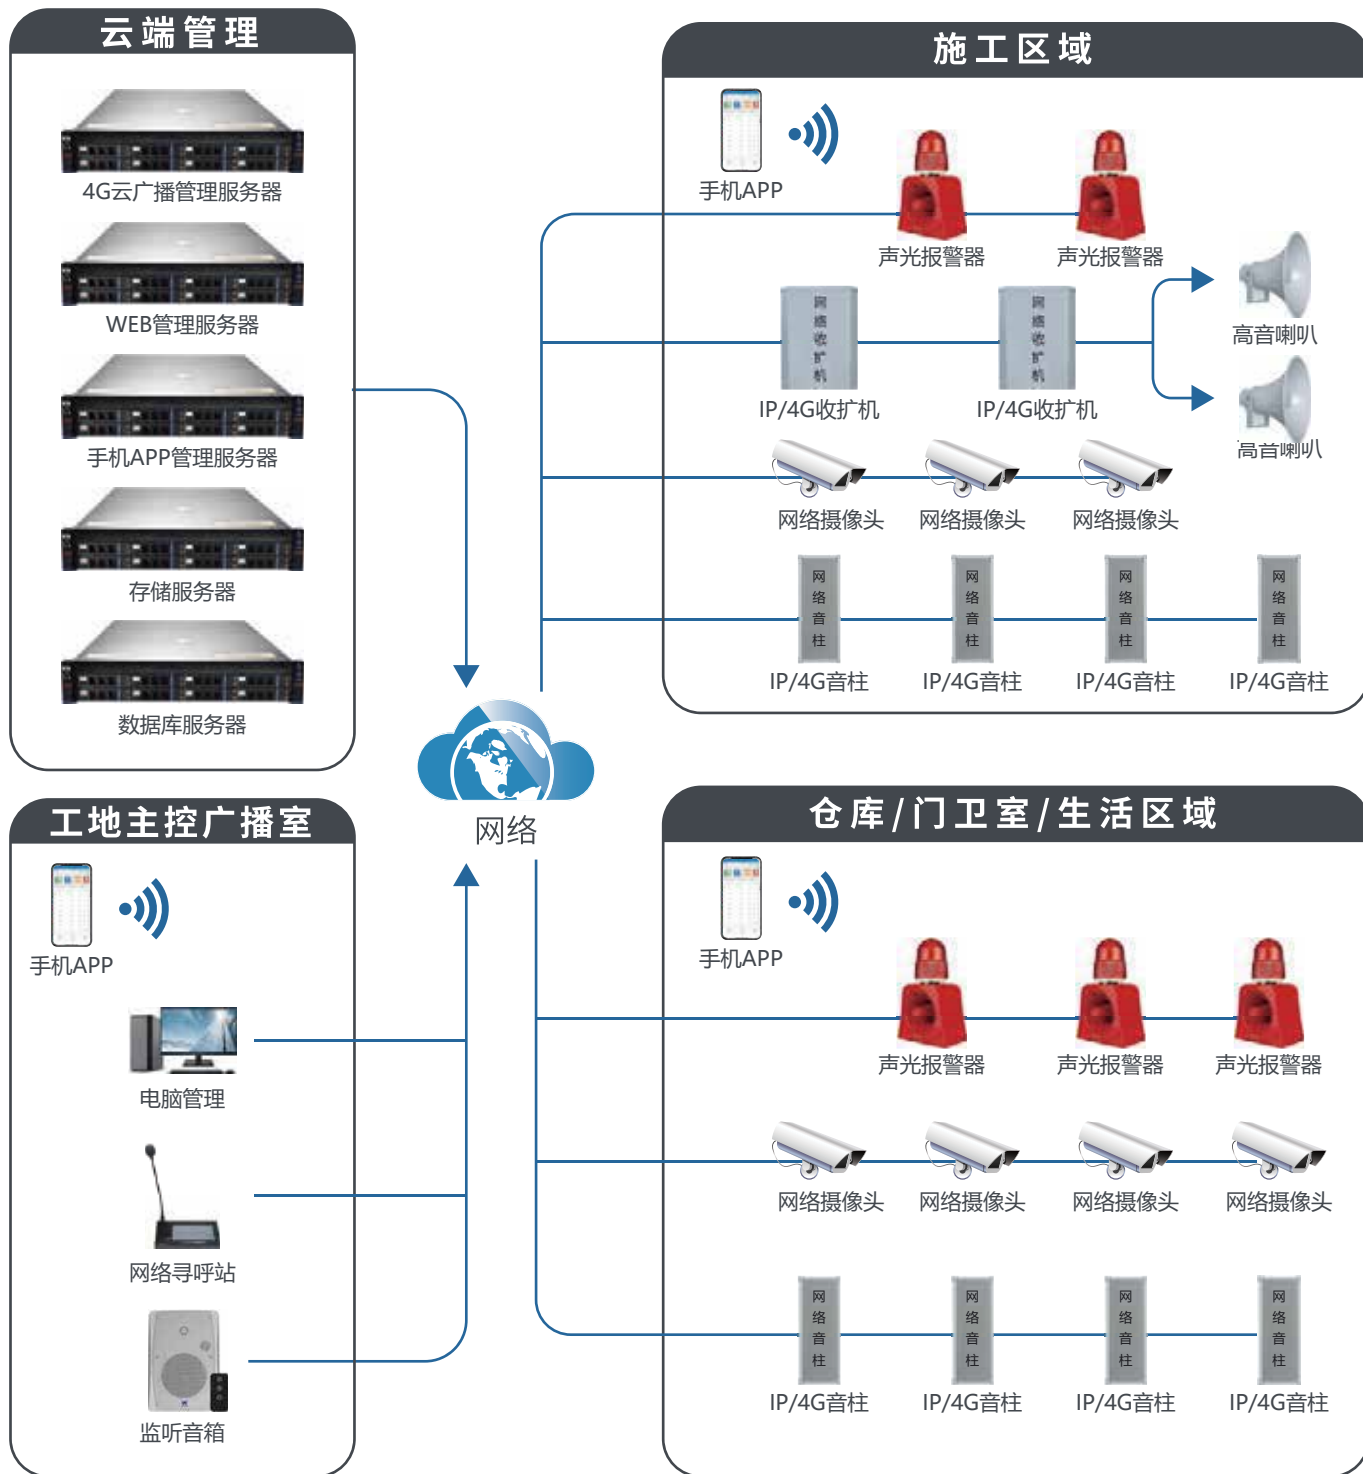 云端管理
4G云广播管理服务器
WEB管理服务器
手机APP管理服务器
存储服务器
数据库服务器
工地主控广播室
手机APP
电脑管理
网络寻呼站
监听音箱
网络
施工区域
手机APP
声光报警器 声光报警器
网络收扩机 网络收扩机
高音喇叭
IP/4G收扩机 IP/4G收扩机
高音喇叭
网络摄像头 网络摄像头 网络摄像头
网络音柱 网络音柱 网络音柱 网络音柱
IP/4G音柱 IP/4G音柱 IP/4G音柱 IP/4G音柱
仓库/门卫室/生活区域
手机APP
声光报警器 声光报警器 声光报警器
网络摄像头 网络摄像头 网络摄像头 网络摄像头
网络音柱 网络音柱 网络音柱 网络音柱
IP/4G音柱 IP/4G音柱 IP/4G音柱 IP/4G音柱